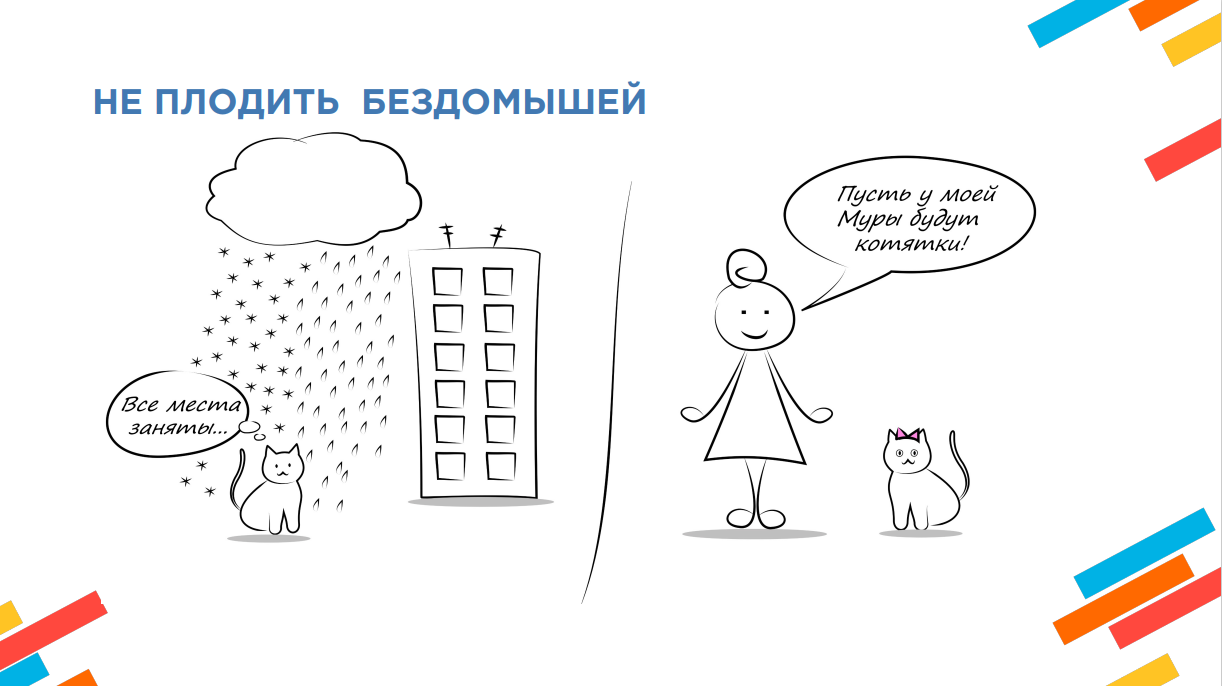 НЕ ПЛОДИТЬ БЕЗДОМЫШЕЙ
Все места
заняты...
Пусть у моей
Муры будут
котятки!